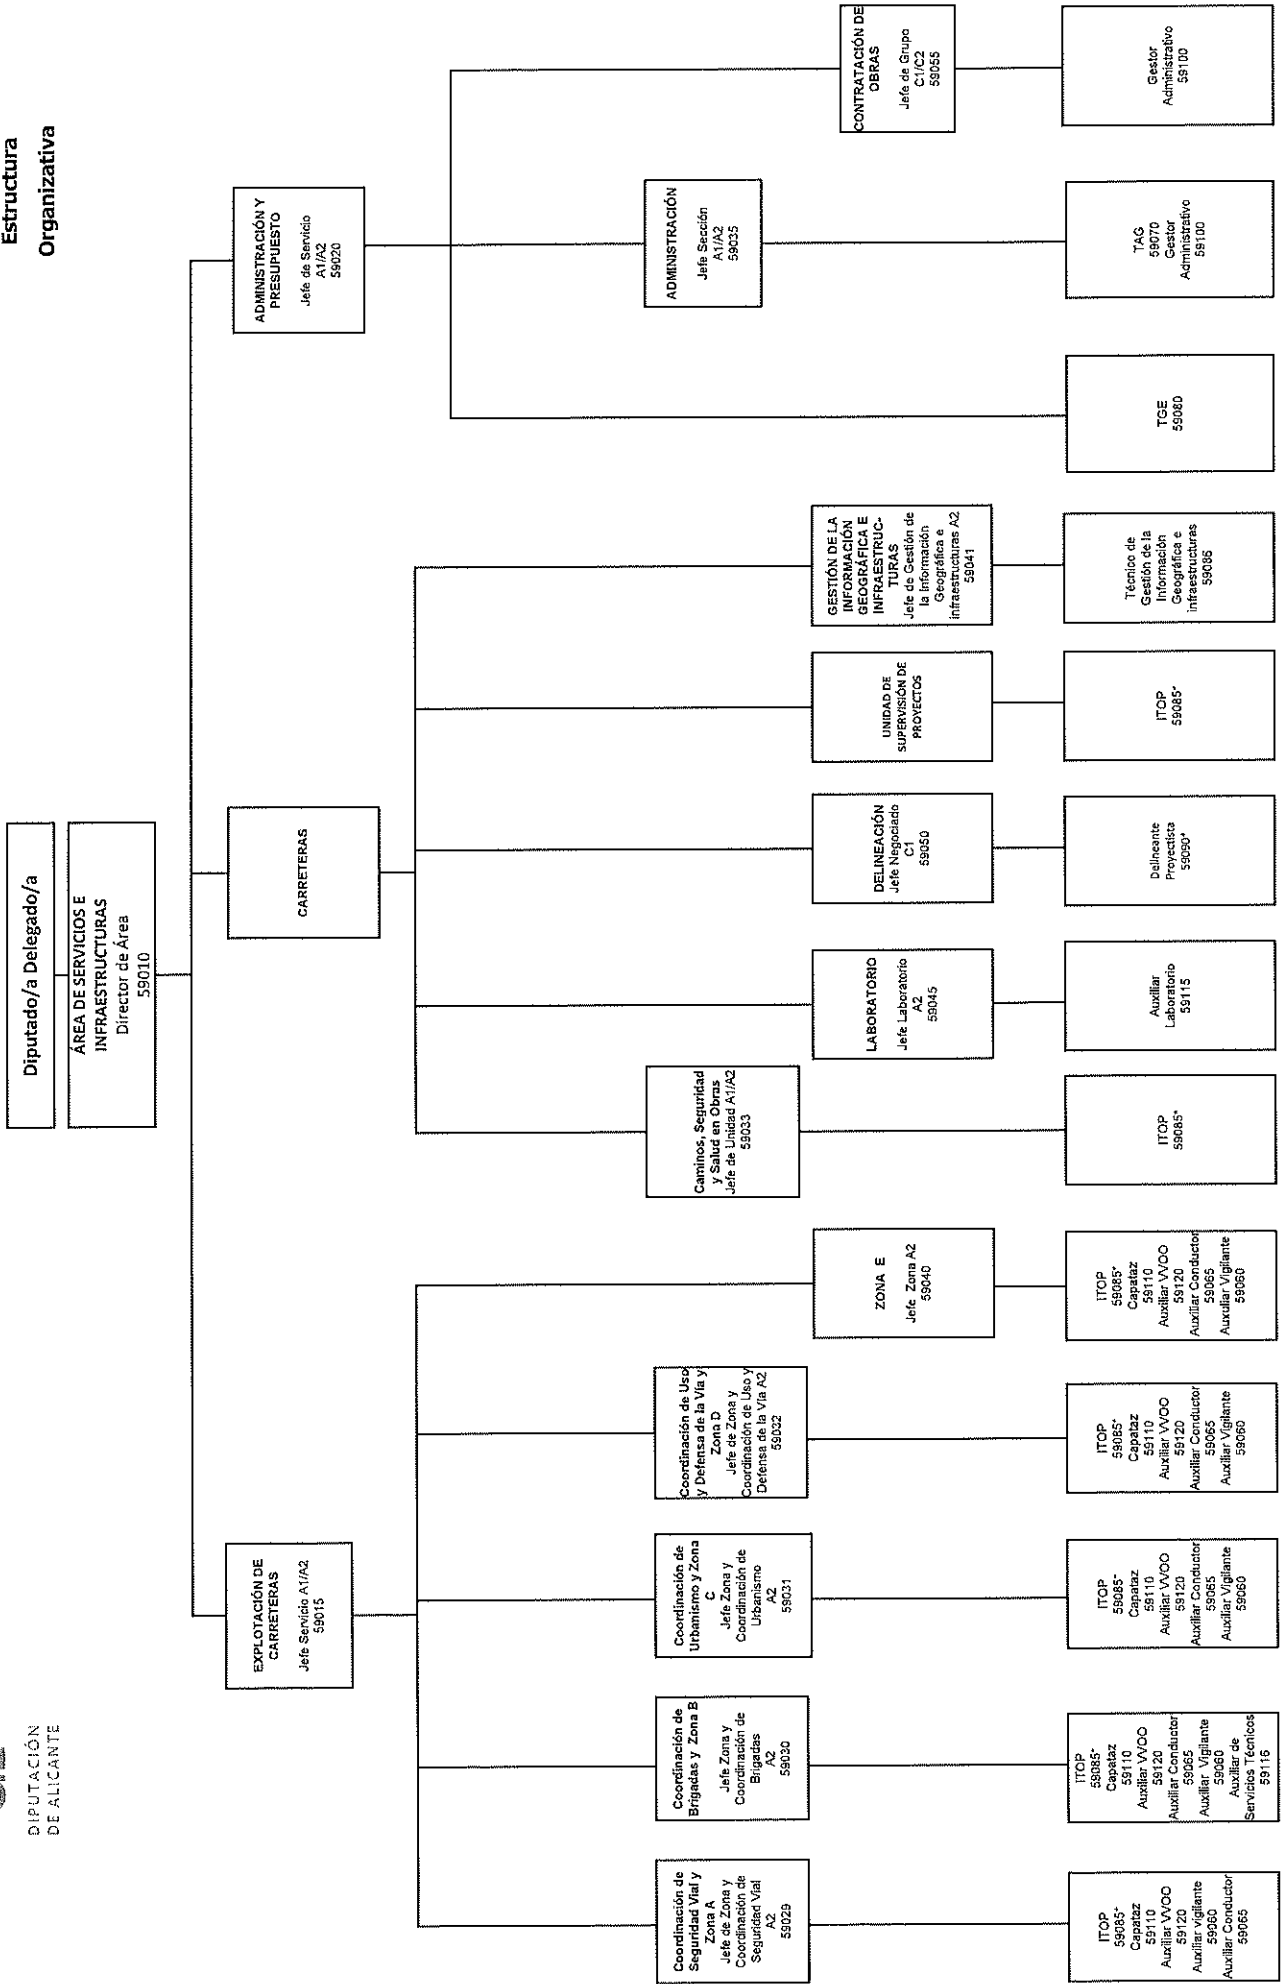 Estructura
Organizativa
DIPUTACIÓN
DE ALICANTE
Diputado/a Delegado/a
ÁREA DE SERVICIOS E
INFRAESTRUCTURAS
Director de Área
59010
EXPLOTACIÓN DE
CARRETERAS
Jefe Servicio A1/A2
59015
CARRETERAS
ADMINISTRACIÓN Y
PRESUPUESTO
Jefe de Servicio
A1/A2
59020
Coordinación de
Seguridad Vial y
Zona A
Jefe de Zona y
Coordinación de
Seguridad Vial
A2
59029
Coordinación de
Brigadas y Zona B
Jefe Zona y
Coordinación de
Brigadas
A2
59030
Coordinación de
Urbanismo y Zona
C
Jefe Zona y
Coordinación de
Urbanismo
A2
59031
Coordinación de Uso
y Defensa de la Vía y
Zona D
Jefe de Zona y
Coordinación de Uso y
Defensa de la Vía A2
59032
Caminos, Seguridad
y Salud en Obras
Jefe de Unidad A1/A2
59033
ADMINISTRACIÓN
Jefe Sección
A1/A2
59035
ZONA E
Jefe Zona A2
59040
LABORATORIO
Jefe Laboratorio
A2
59045
DELINEACIÓN
Jefe Negociado
C1
59050
UNIDAD DE
SUPERVISIÓN DE
PROYECTOS
GESTIÓN DE LA
INFORMACIÓN
GEOGRÁFICA E
INFRAESTRUC-
TURAS
Jefe de Gestión de
la Información
Geográfica e
infraestructuras A2
59041
CONTRATACIÓN DE
OBRAS
Jefe de Grupo
C1/C2
59055
ITOP
59085*
Capataz
59110
Auxiliar VVOO
59120
Auxiliar vigilante
59060
Auxiliar Conductor
59065
ITOP
59085*
Capataz
59110
Auxiliar VVOO
59120
Auxiliar Conductor
59065
Auxiliar Vigilante
59060
Auxiliar de
Servicios Técnicos
59116
ITOP
59085*
Capataz
59110
Auxiliar VVOO
59120
Auxiliar Conductor
59065
Auxiliar Vigilante
59060
ITOP
59085*
Capataz
59110
Auxiliar VVOO
59120
Auxiliar Conductor
59065
Auxiliar Vigilante
59060
ITOP
59085*
Capataz
59110
Auxiliar VVOO
59120
Auxiliar Conductor
59065
Auxuliar Vigilante
59060
ITOP
59085*
Auxiliar
Laboratorio
59115
Delineante
Proyectista
59090*
ITOP
59085*
Técnico de
Gestión de la
Información
Geográfica e
infraestructuras
59086
TGE
59080
TAG
59070
Gestor
Administrativo
59100
Gestor
Administrativo
59100